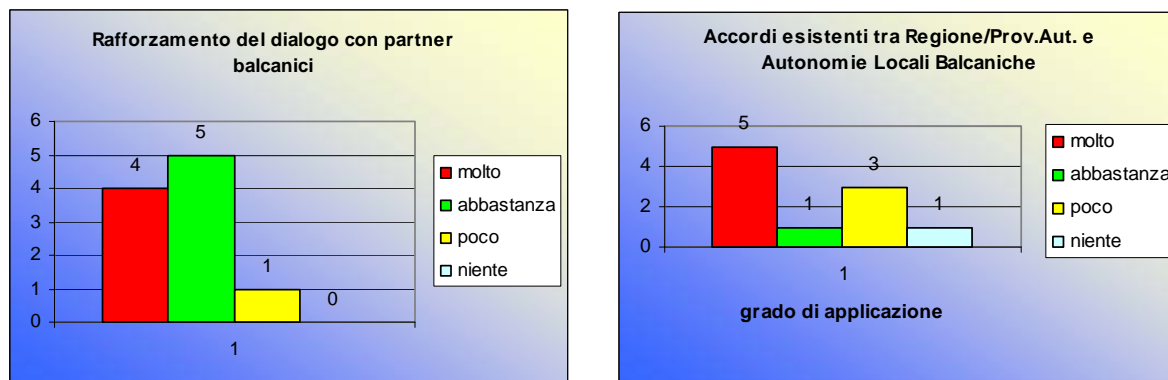 Rafforzamento del dialogo con partner
balcanici
6
5
4
3
2
1
0
4
5
1
0
1
molto
abbastanza
poco
niente
Accordi esistenti tra Regione/Prov.Aut. e
Autonomie Locali Balcaniche
6
4
2
0
5
1
3
1
1
grado di applicazione
molto
abbastanza
poco
niente